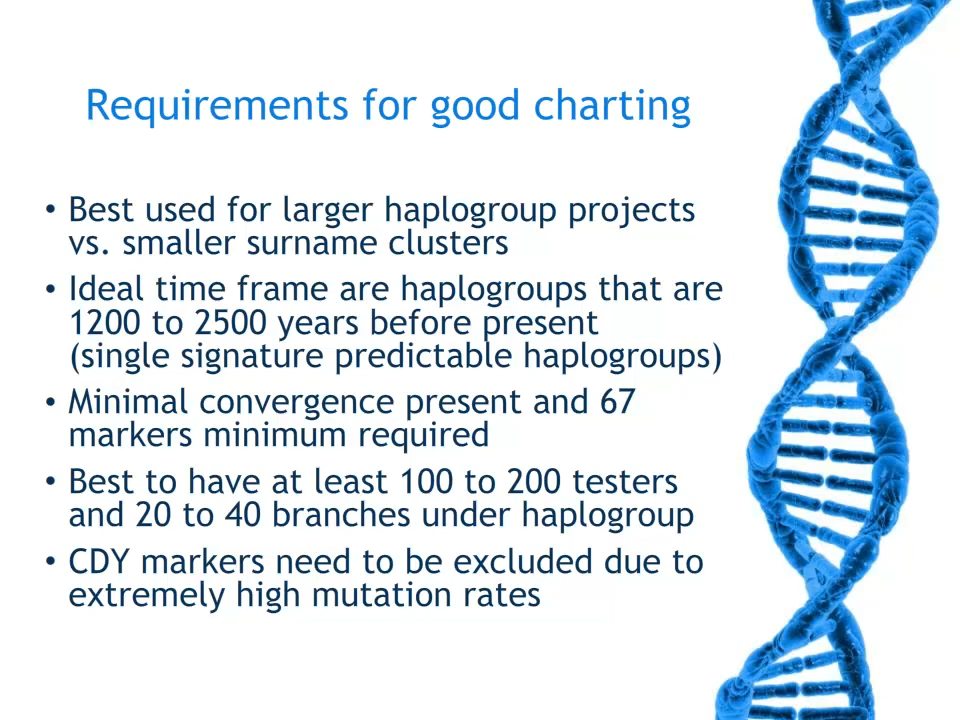 Requirements for good charting
• Best used for larger haplogroup projects
vs. smaller surname clusters
• Ideal time frame are haplogroups that are
1200 to 2500 years before present
(single signature predictable haplogroups)
• Minimal convergence present and 67
markers minimum required
• Best to have at least 100 to 200 testers
and 20 to 40 branches under haplogroup
• CDY markers need to be excluded due to
extremely high mutation rates